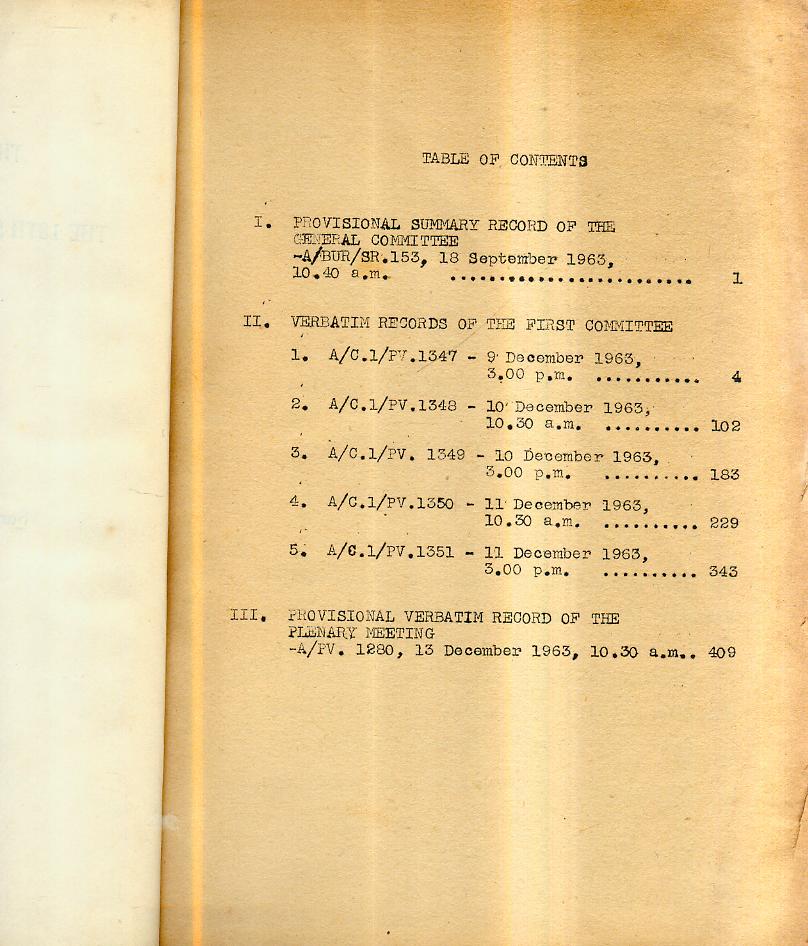 TABLE OF CONTENTS
I. PROVISIONAL SUMMARY RECORD OF THE
GENERAL COMMITTEE
-A/BUR/SR.153, 18 September 1963,
10.40 a.m. ......................... 1
II. VERBATIM RECORDS OF THE FIRST COMMITTEE
1. A/C.1/PV.1347 - 9 December 1963,
3.00 p.m. ........... 4
2. A/C.1/PV.1348 - 10 December 1963,
10.30 a.m. .......... 102
3. A/C.1/PV. 1349 - 10 December 1963,
3.00 p.m. .......... 183
4. A/C.1/PV.1350 - 11 December 1963,
10.30 a.m. .......... 229
5. A/C.1/PV.1351 - 11 December 1963,
3.00 p.m. .......... 343
III. PROVISIONAL VERBATIM RECORD OF THE
PLENARY MEETING
-A/PV. 1280, 13 December 1963, 10.30 a.m.. 409